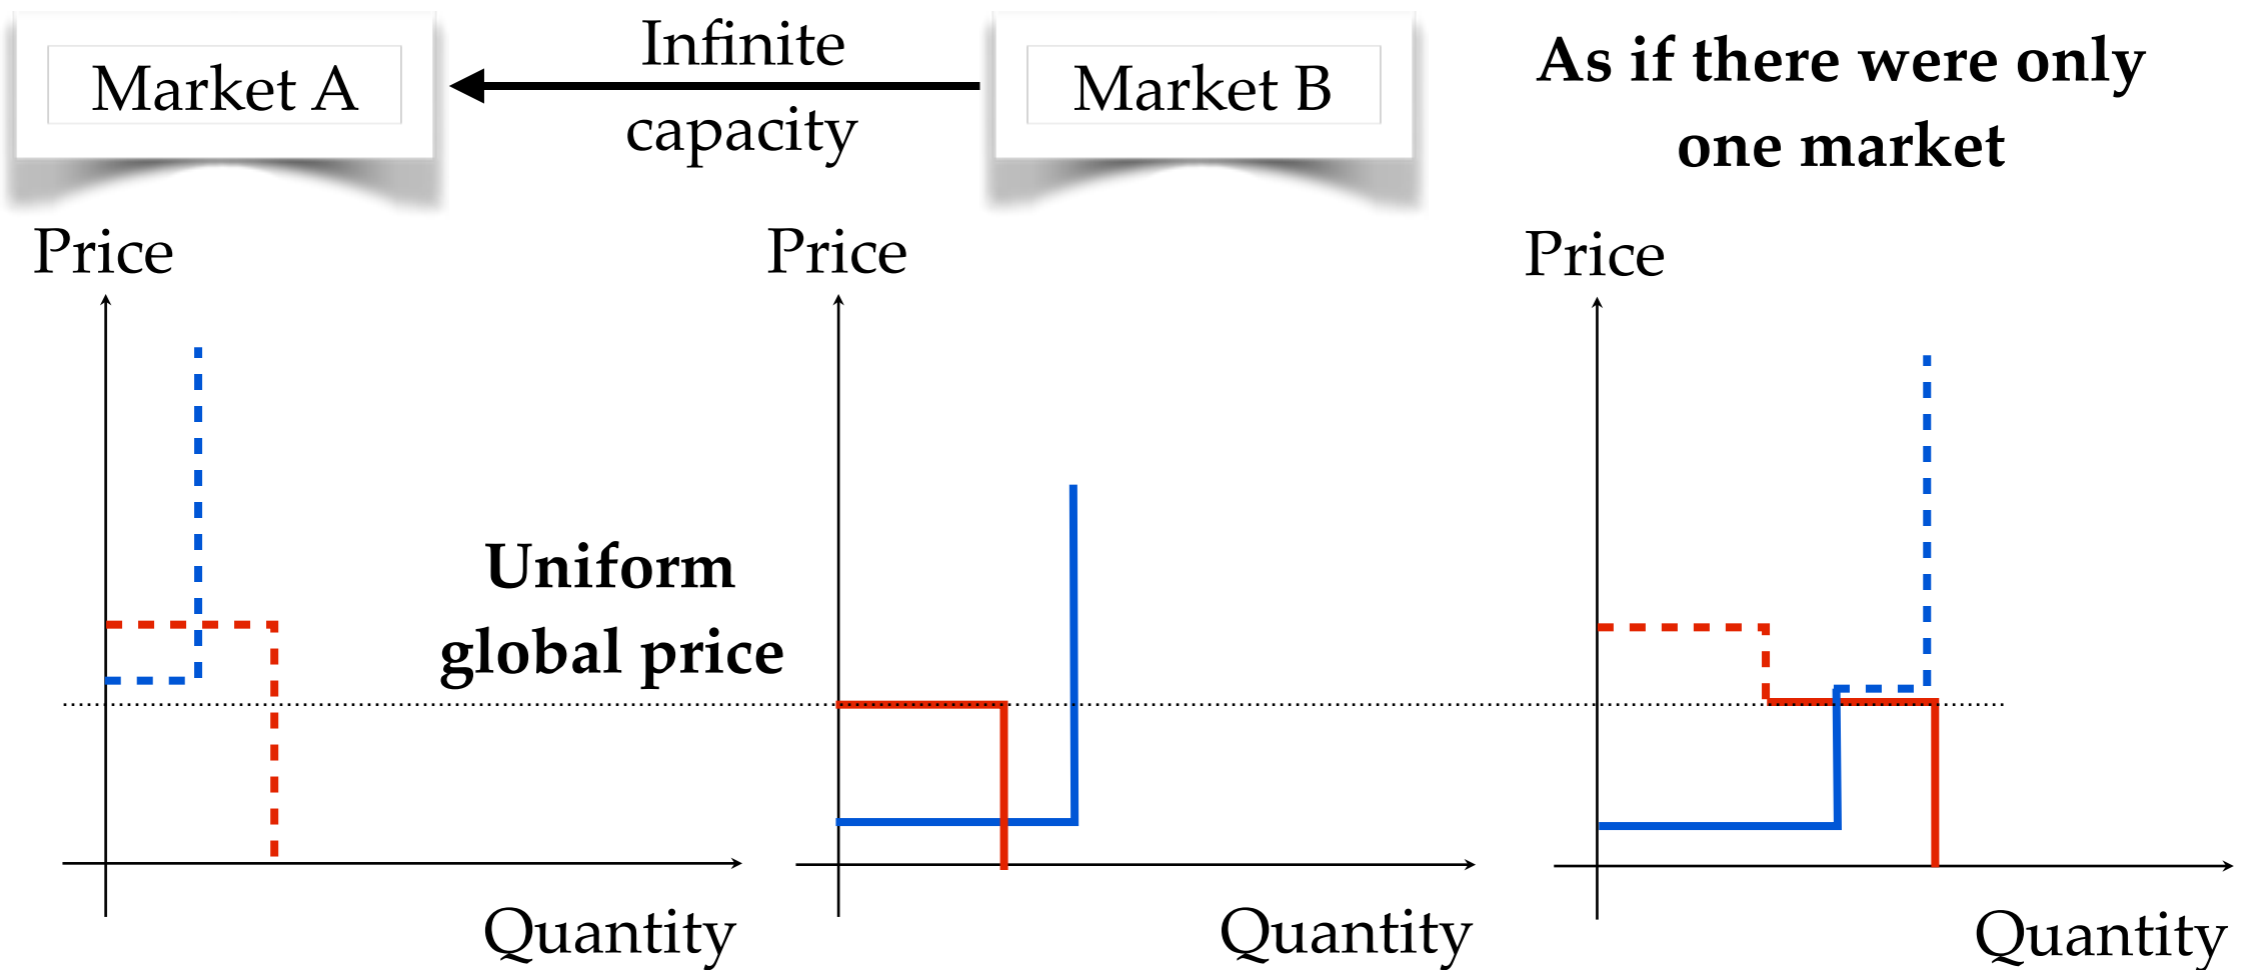 Market A
Infinite
capacity
Market B
As if there were only
one market
Price
Price
Price
Uniform
global price
Quantity
Quantity
Quantity